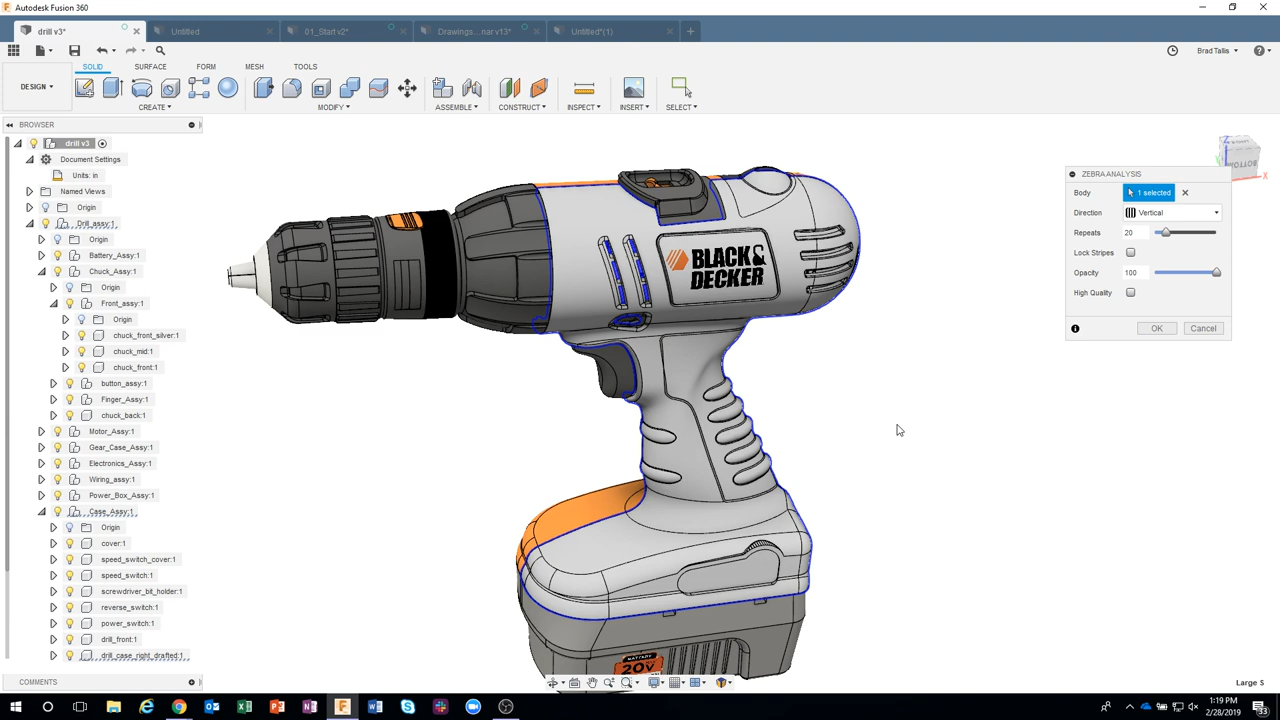 Autodesk Fusion 360
drill v3*
Untitled
01_Start v2*
Drawings ...nar v13*
Untitled*(1)
Brad Tallis
DESIGN
SOLID
SURFACE
FORM
MESH
TOOLS
CREATE
MODIFY
ASSEMBLE
CONSTRUCT
INSPECT
INSERT
SELECT
BROWSER
drill v3
Document Settings
Units: in
Named Views
Origin
Drill_assy:1
Origin
Battery_Assy:1
Chuck_Assy:1
Origin
Front_assy:1
Origin
chuck_front_silver:1
chuck_mid:1
chuck_front:1
button_assy:1
Finger_Assy:1
chuck_back:1
Motor_Assy:1
Gear_Case_Assy:1
Electronics_Assy:1
Wiring_assy:1
Power_Box_Assy:1
Case_Assy:1
Origin
cover:1
speed_switch_cover:1
speed_switch:1
screwdriver_bit_holder:1
reverse_switch:1
power_switch:1
drill_front:1
drill_case_right_drafted:1
COMMENTS
BLACK&
DECKER
BATTERY
20V
BOTTOM
Z
X
ZEBRA ANALYSIS
Body 1 selected
Direction Vertical
Repeats 20
Lock Stripes
Opacity 100
High Quality
OK Cancel
Large S
1:19 PM
2/28/2019
33